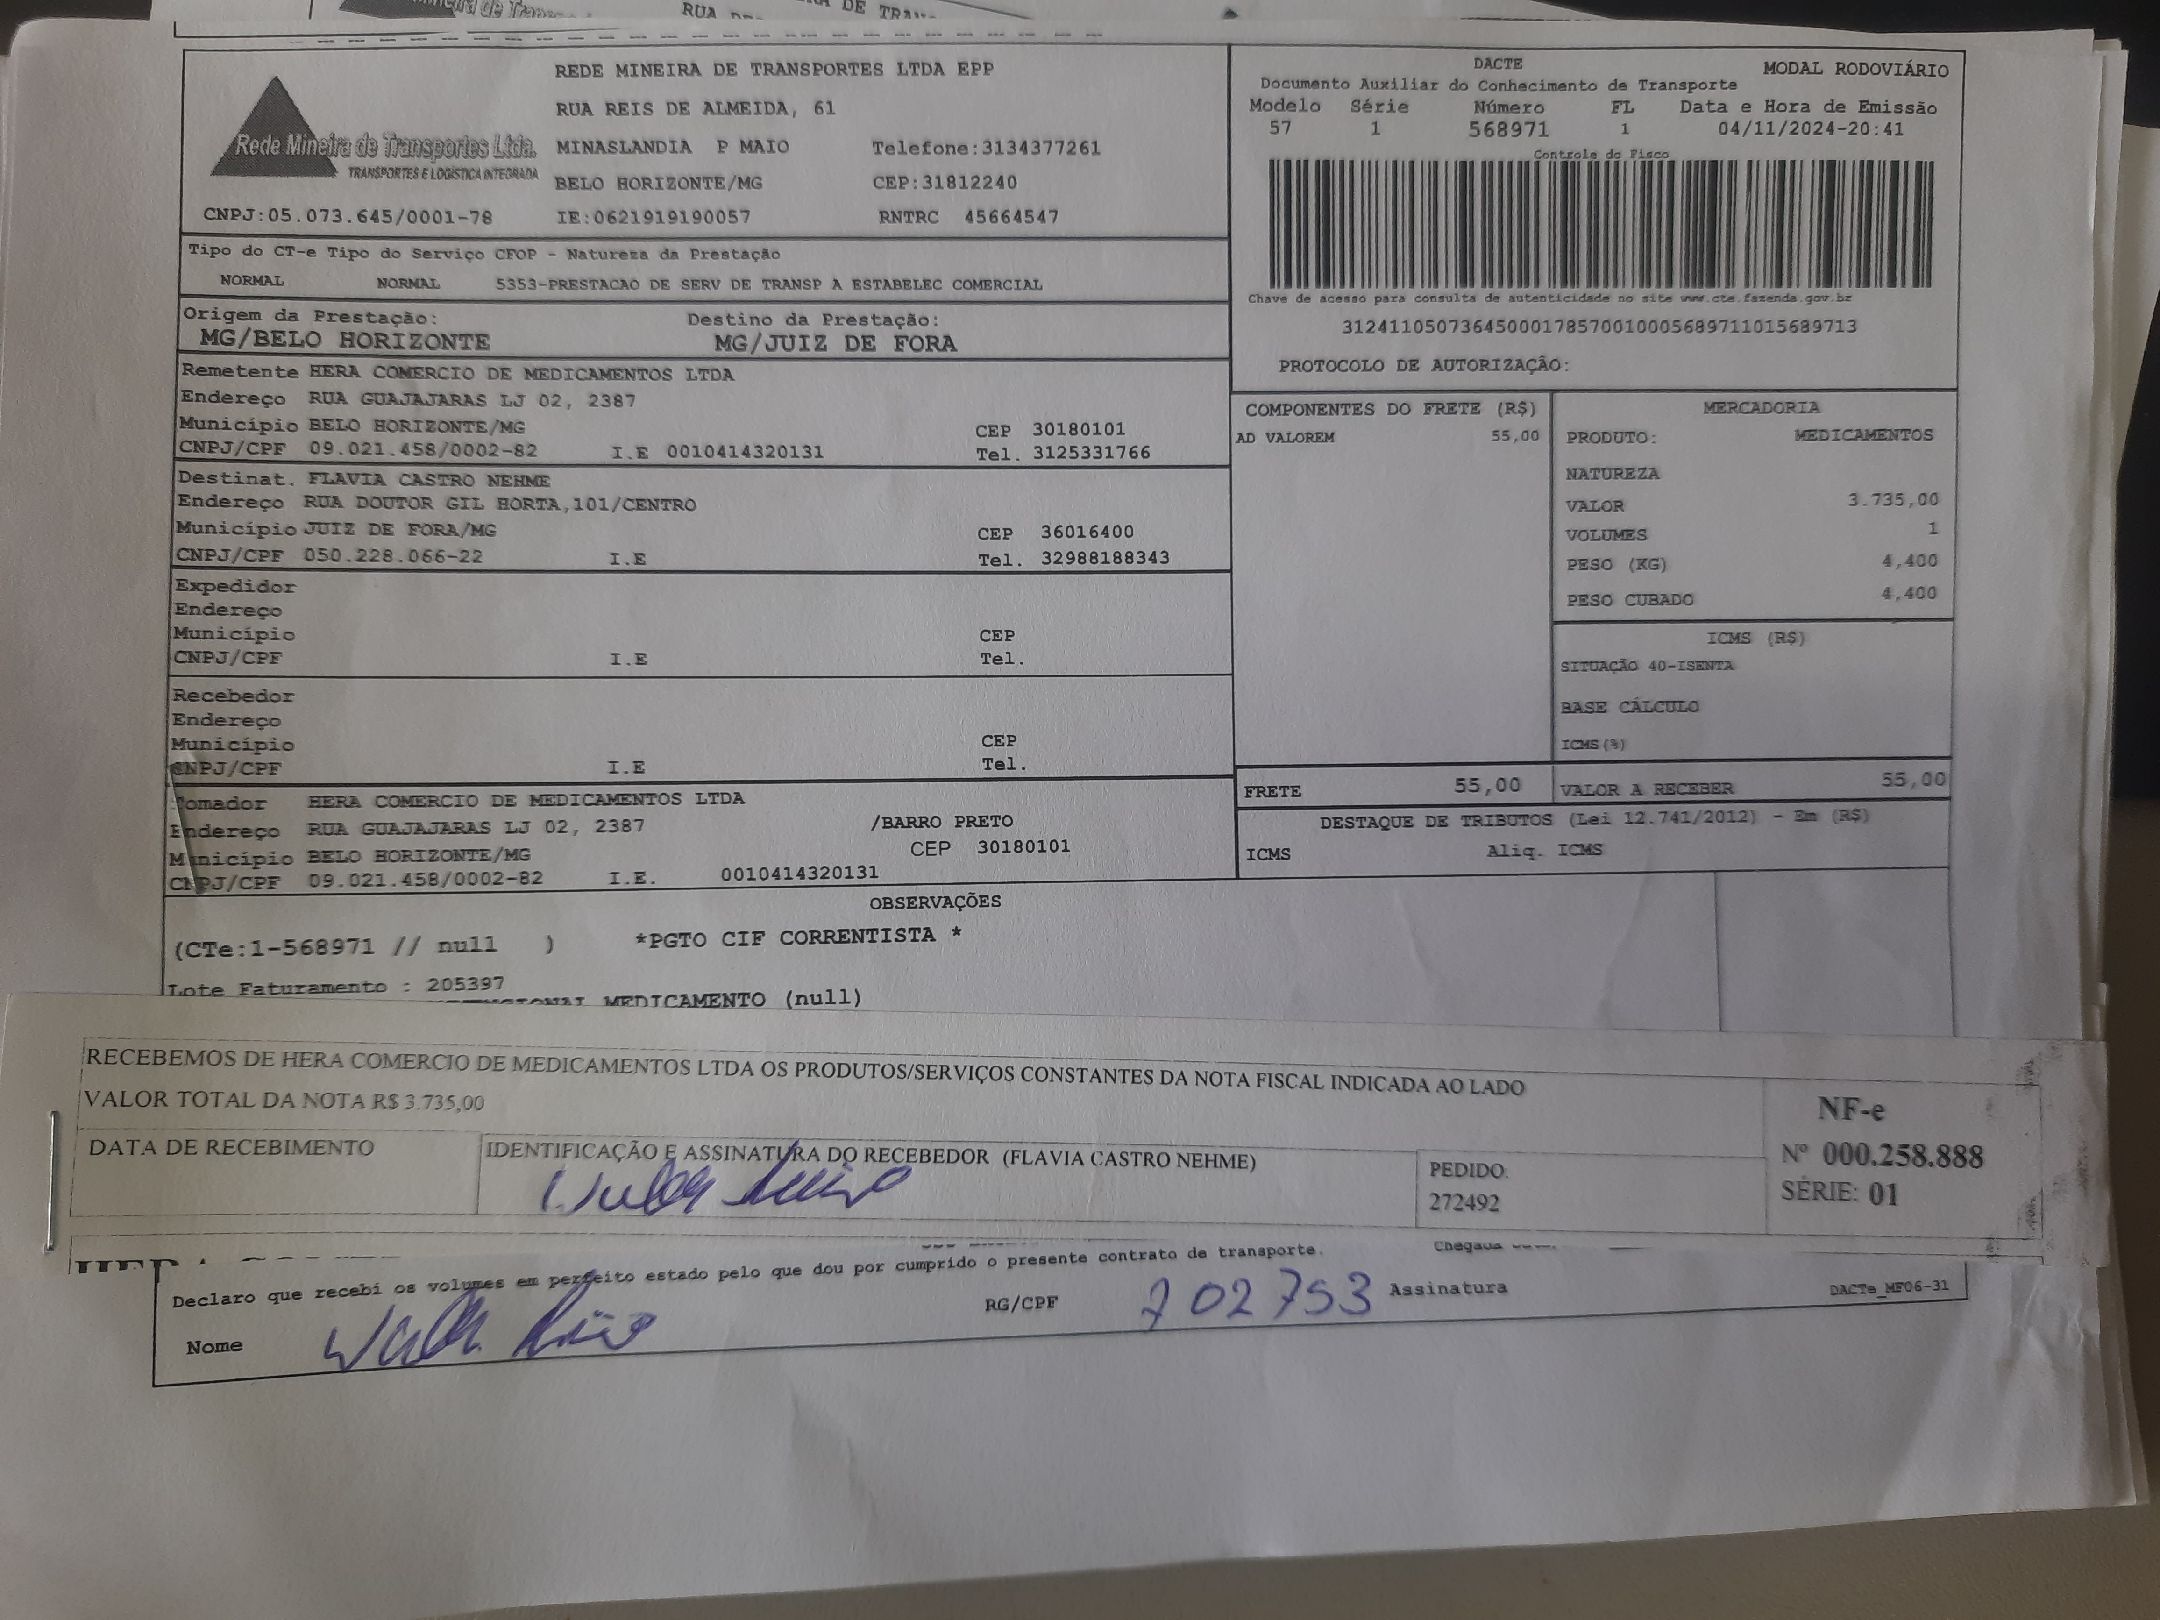 RUA
DE TRA
REDE MINEIRA DE TRANSPORTES LTDA EPP
RUA REIS DE ALMEIDA, 61
MINASLANDIA P MAIO Telefone:3134377261
BELO HORIZONTE/MG CEP:31812240
Rede Mineira de Transportes Ltda.
TRANSPORTES E LOGÍSTICA INTEGRADA
CNPJ:05.073.645/0001-78 IE:0621919190057 RNTRC 45664547
DACTE MODAL RODOVIÁRIO
Documento Auxiliar do Conhecimento de Transporte
Modelo Série Número FL Data e Hora de Emissão
57 1 568971 1 04/11/2024-20:41
Controle do Fisco
Chave de acesso para consulta de autenticidade no site www.cte.fazenda.gov.br
31241105073645000178570010005689711015689713
PROTOCOLO DE AUTORIZAÇÃO:
Tipo do CT-e Tipo do Serviço CFOP - Natureza da Prestação
NORMAL NORMAL 5353-PRESTACAO DE SERV DE TRANSP A ESTABELEC COMERCIAL
Origem da Prestação: Destino da Prestação:
MG/BELO HORIZONTE MG/JUIZ DE FORA
Remetente HERA COMERCIO DE MEDICAMENTOS LTDA
Endereço RUA GUAJAJARAS LJ 02, 2387
Município BELO HORIZONTE/MG CEP 30180101
CNPJ/CPF 09.021.458/0002-82 I.E 0010414320131 Tel. 3125331766
Destinat. FLAVIA CASTRO NEHME
Endereço RUA DOUTOR GIL HORTA,101/CENTRO
Município JUIZ DE FORA/MG CEP 36016400
CNPJ/CPF 050.228.066-22 I.E Tel. 32988188343
Expedidor
Endereço
Município CEP
CNPJ/CPF I.E Tel.
Recebedor
Endereço
Município CEP
CNPJ/CPF I.E Tel.
Tomador HERA COMERCIO DE MEDICAMENTOS LTDA
Endereço RUA GUAJAJARAS LJ 02, 2387 /BARRO PRETO
Município BELO HORIZONTE/MG CEP 30180101
CNPJ/CPF 09.021.458/0002-82 I.E. 0010414320131
COMPONENTES DO FRETE (R$)
AD VALOREM 55,00
MERCADORIA
PRODUTO: MEDICAMENTOS
NATUREZA
VALOR 3.735,00
VOLUMES 1
PESO (KG) 4,400
PESO CUBADO 4,400
ICMS (R$)
SITUAÇÃO 40-ISENTA
BASE CÁLCULO
ICMS(%)
FRETE 55,00 VALOR A RECEBER 55,00
DESTAQUE DE TRIBUTOS (Lei 12.741/2012) - Em (R$)
ICMS Aliq. ICMS
OBSERVAÇÕES
(CTe:1-568971 // null ) *PGTO CIF CORRENTISTA *
Lote Faturamento : 205397
MEDICAMENTO (null)
RECEBEMOS DE HERA COMERCIO DE MEDICAMENTOS LTDA OS PRODUTOS/SERVIÇOS CONSTANTES DA NOTA FISCAL INDICADA AO LADO
VALOR TOTAL DA NOTA R$ 3.735,00
DATA DE RECEBIMENTO IDENTIFICAÇÃO E ASSINATURA DO RECEBEDOR (FLAVIA CASTRO NEHME)
PEDIDO:
272492
NF-e
Nº 000.258.888
SÉRIE: 01
Declaro que recebi os volumes em perfeito estado pelo que dou por cumprido o presente contrato de transporte.
Chegada
Nome RG/CPF 702753 Assinatura
DACTe_MF06-31